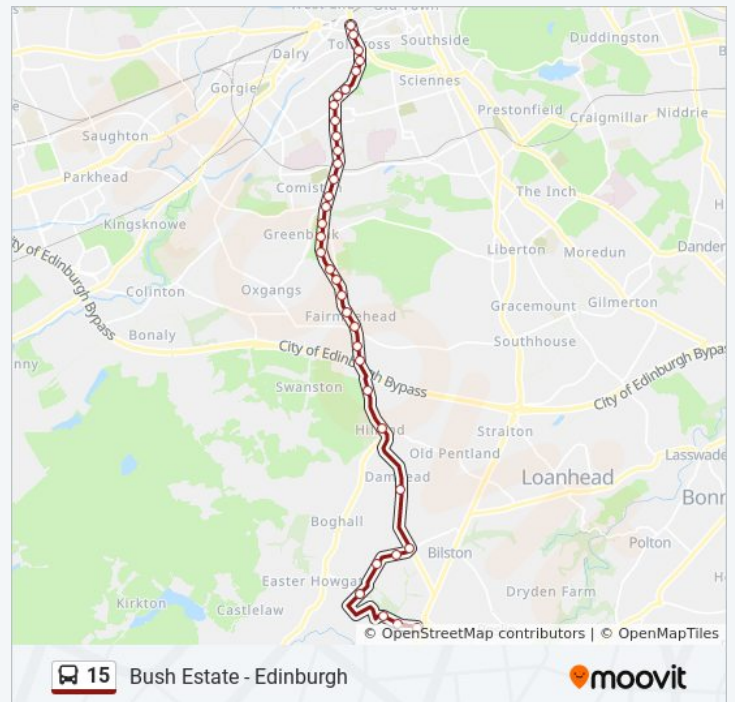 Old Town
Dalry
Southside
Duddingston
Gorgie
Sciennes
Prestonfield
Craigmillar
Niddrie
Saughton
Parkhead
Comiston
The Inch
Kingsknowe
Greenbank
City of Edinburgh Bypass
Liberton
Moredun
Colinton
Oxgangs
Gracemount
Gilmerton
Fairmilehead
Bonaly
City of Edinburgh Bypass
Southhouse
City of Edinburgh Bypass
Swanston
Straiton
Old Pentland
Loanhead
Boghall
Bilston
Polton
Easter Howgate
Dryden Farm
Kirkton
Castlelaw
© OpenStreetMap contributors | © OpenMapTiles
15 Bush Estate - Edinburgh
moovit